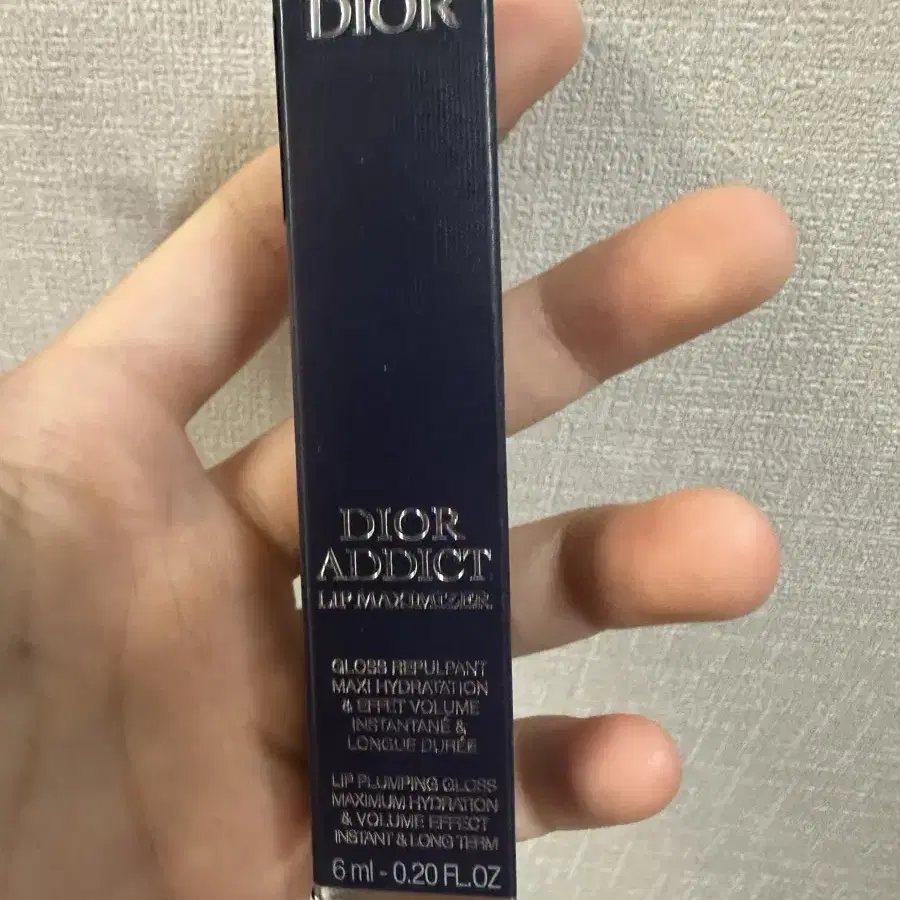 DIOR
DIOR
ADDICT
LIP MAXIMIZER
GLOSS REPULPANT
MAXI HYDRATATION
& EFFET VOLUME
INSTANTANÉ &
LONGUE DURÉE
LIP PLUMPING GLOSS
MAXIMUM HYDRATION
& VOLUME EFFECT
INSTANT & LONG TERM
6 ml - 0.20 FL.OZ